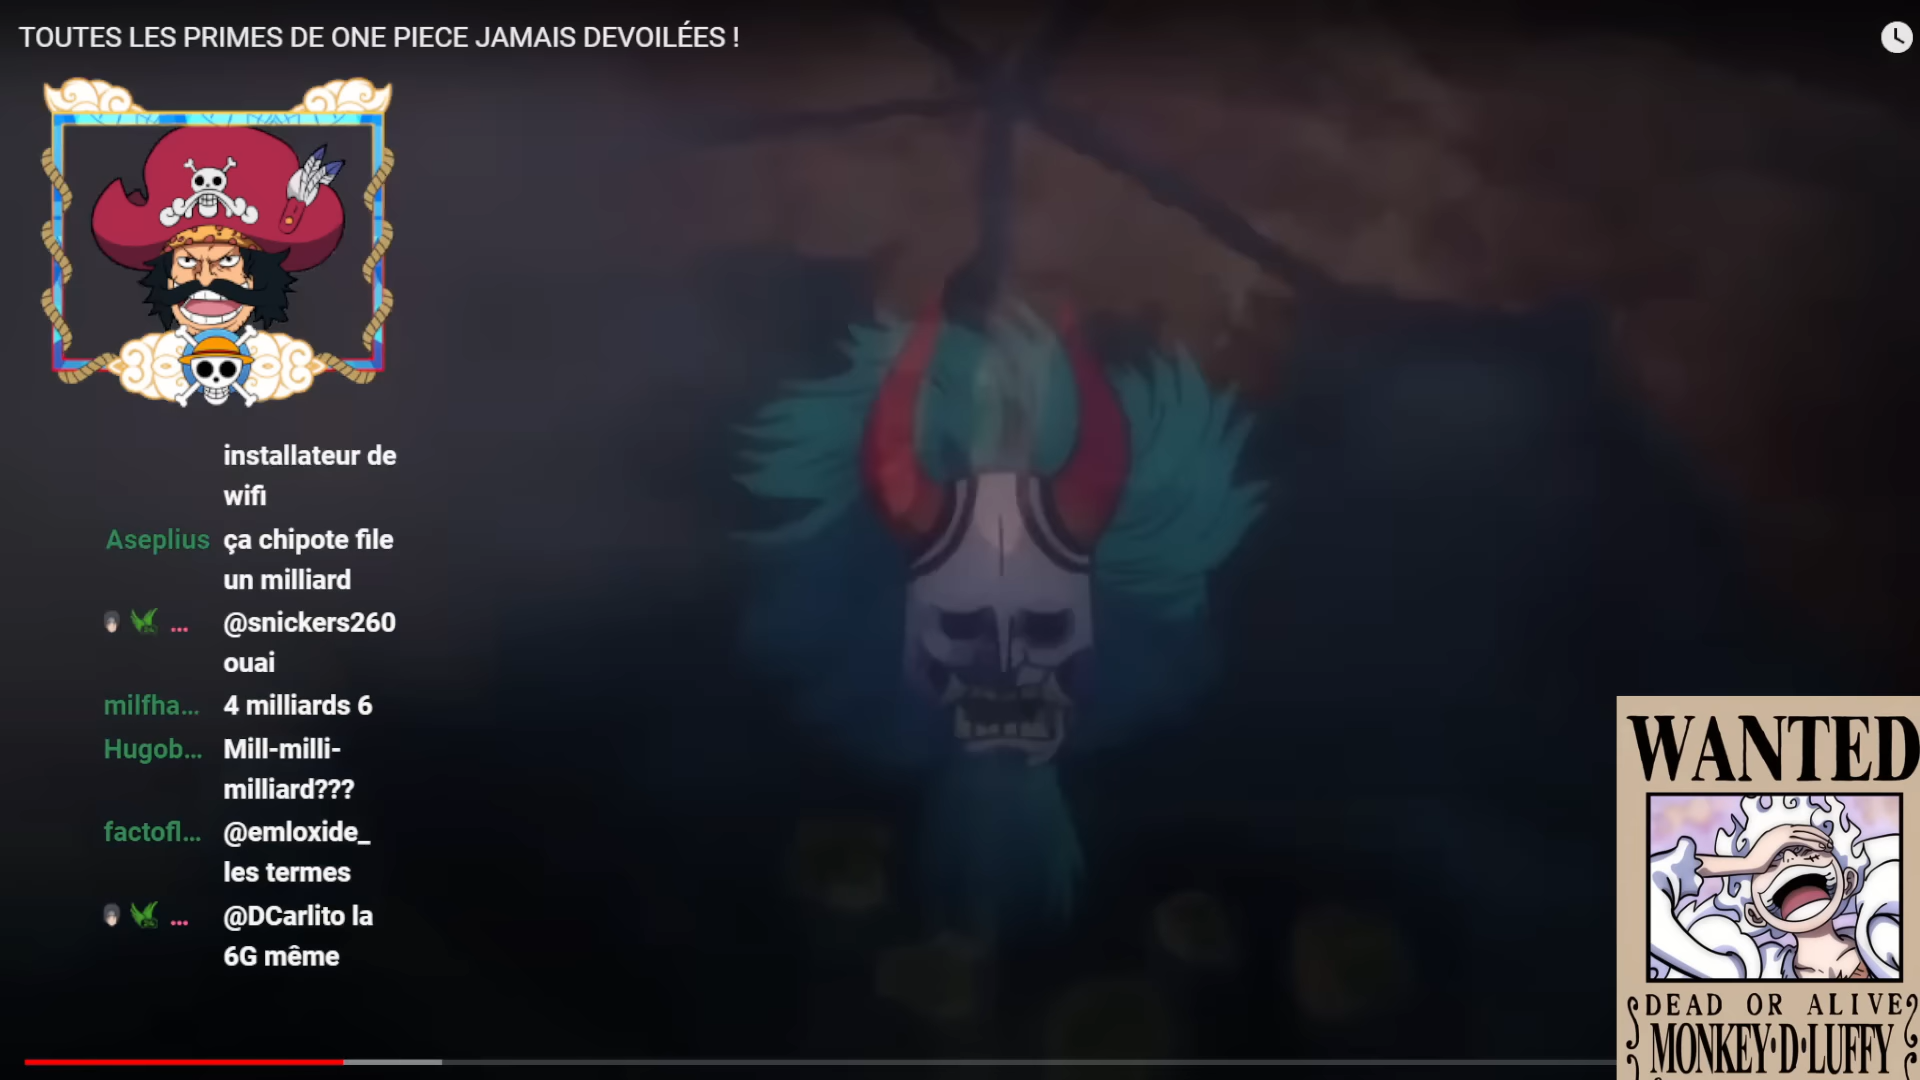 TOUTES LES PRIMES DE ONE PIECE JAMAIS DEVOILÉES !
installateur de
wifi
Aseplius ça chipote file
un milliard
... @snickers260
ouai
milfha... 4 milliards 6
Hugob... Mill-milli-
milliard???
factofl... @emloxide_
les termes
... @DCarlito la
6G même
WANTED
DEAD OR ALIVE
MONKEY·D·LUFFY